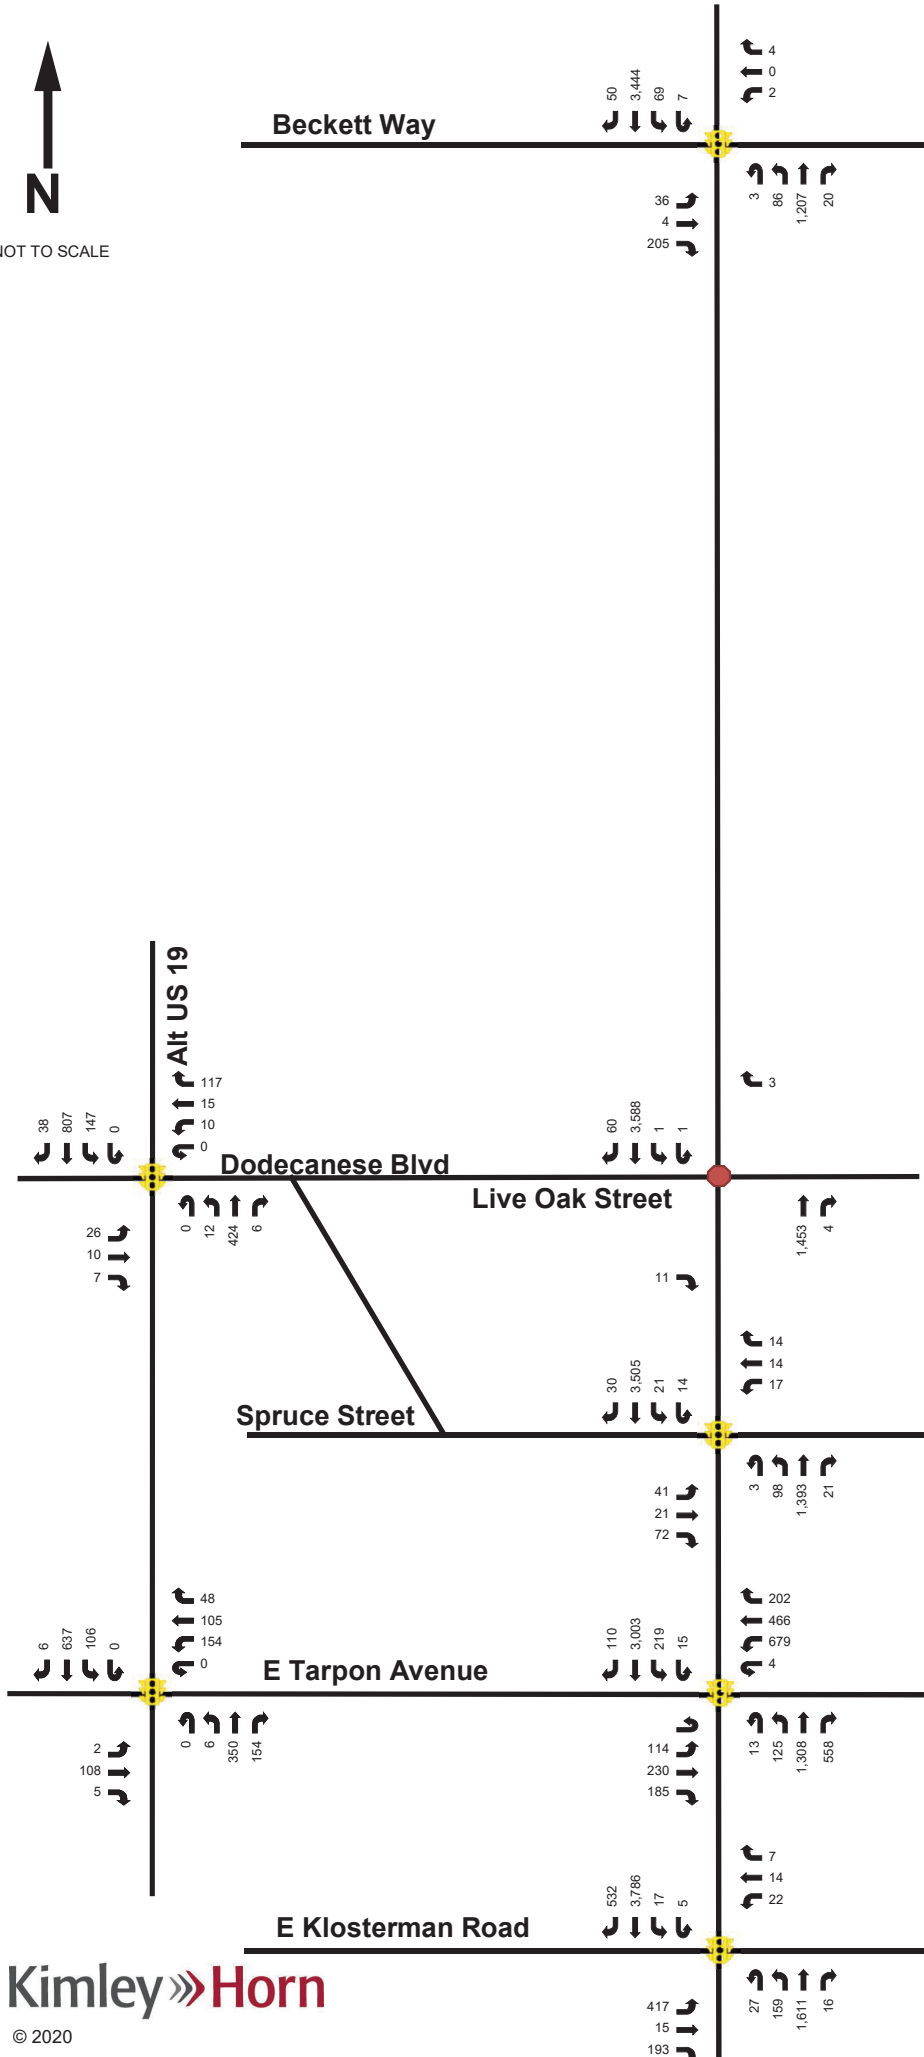 N
NOT TO SCALE
Beckett Way
50 3,444 69 7
4
0
2
36
4
205
3 86 1,207 20
Alt US 19
38 807 147 0
117
15
10
0
Dodecanese Blvd
26
10
7
0 12 424 6
60 3,588 1 1
3
Live Oak Street
11
1,453 4
Spruce Street
30 3,505 21 14
14
14
17
41
21
72
3 98 1,393 21
6 637 106 0
48
105
154
0
E Tarpon Avenue
2
108
5
0 6 350 154
110 3,003 219 15
202
466
679
4
114
230
185
13 125 1,308 558
E Klosterman Road
532 3,786 17 5
7
14
22
417
15
193
27 159 1,611 16
Kimley Horn
© 2020